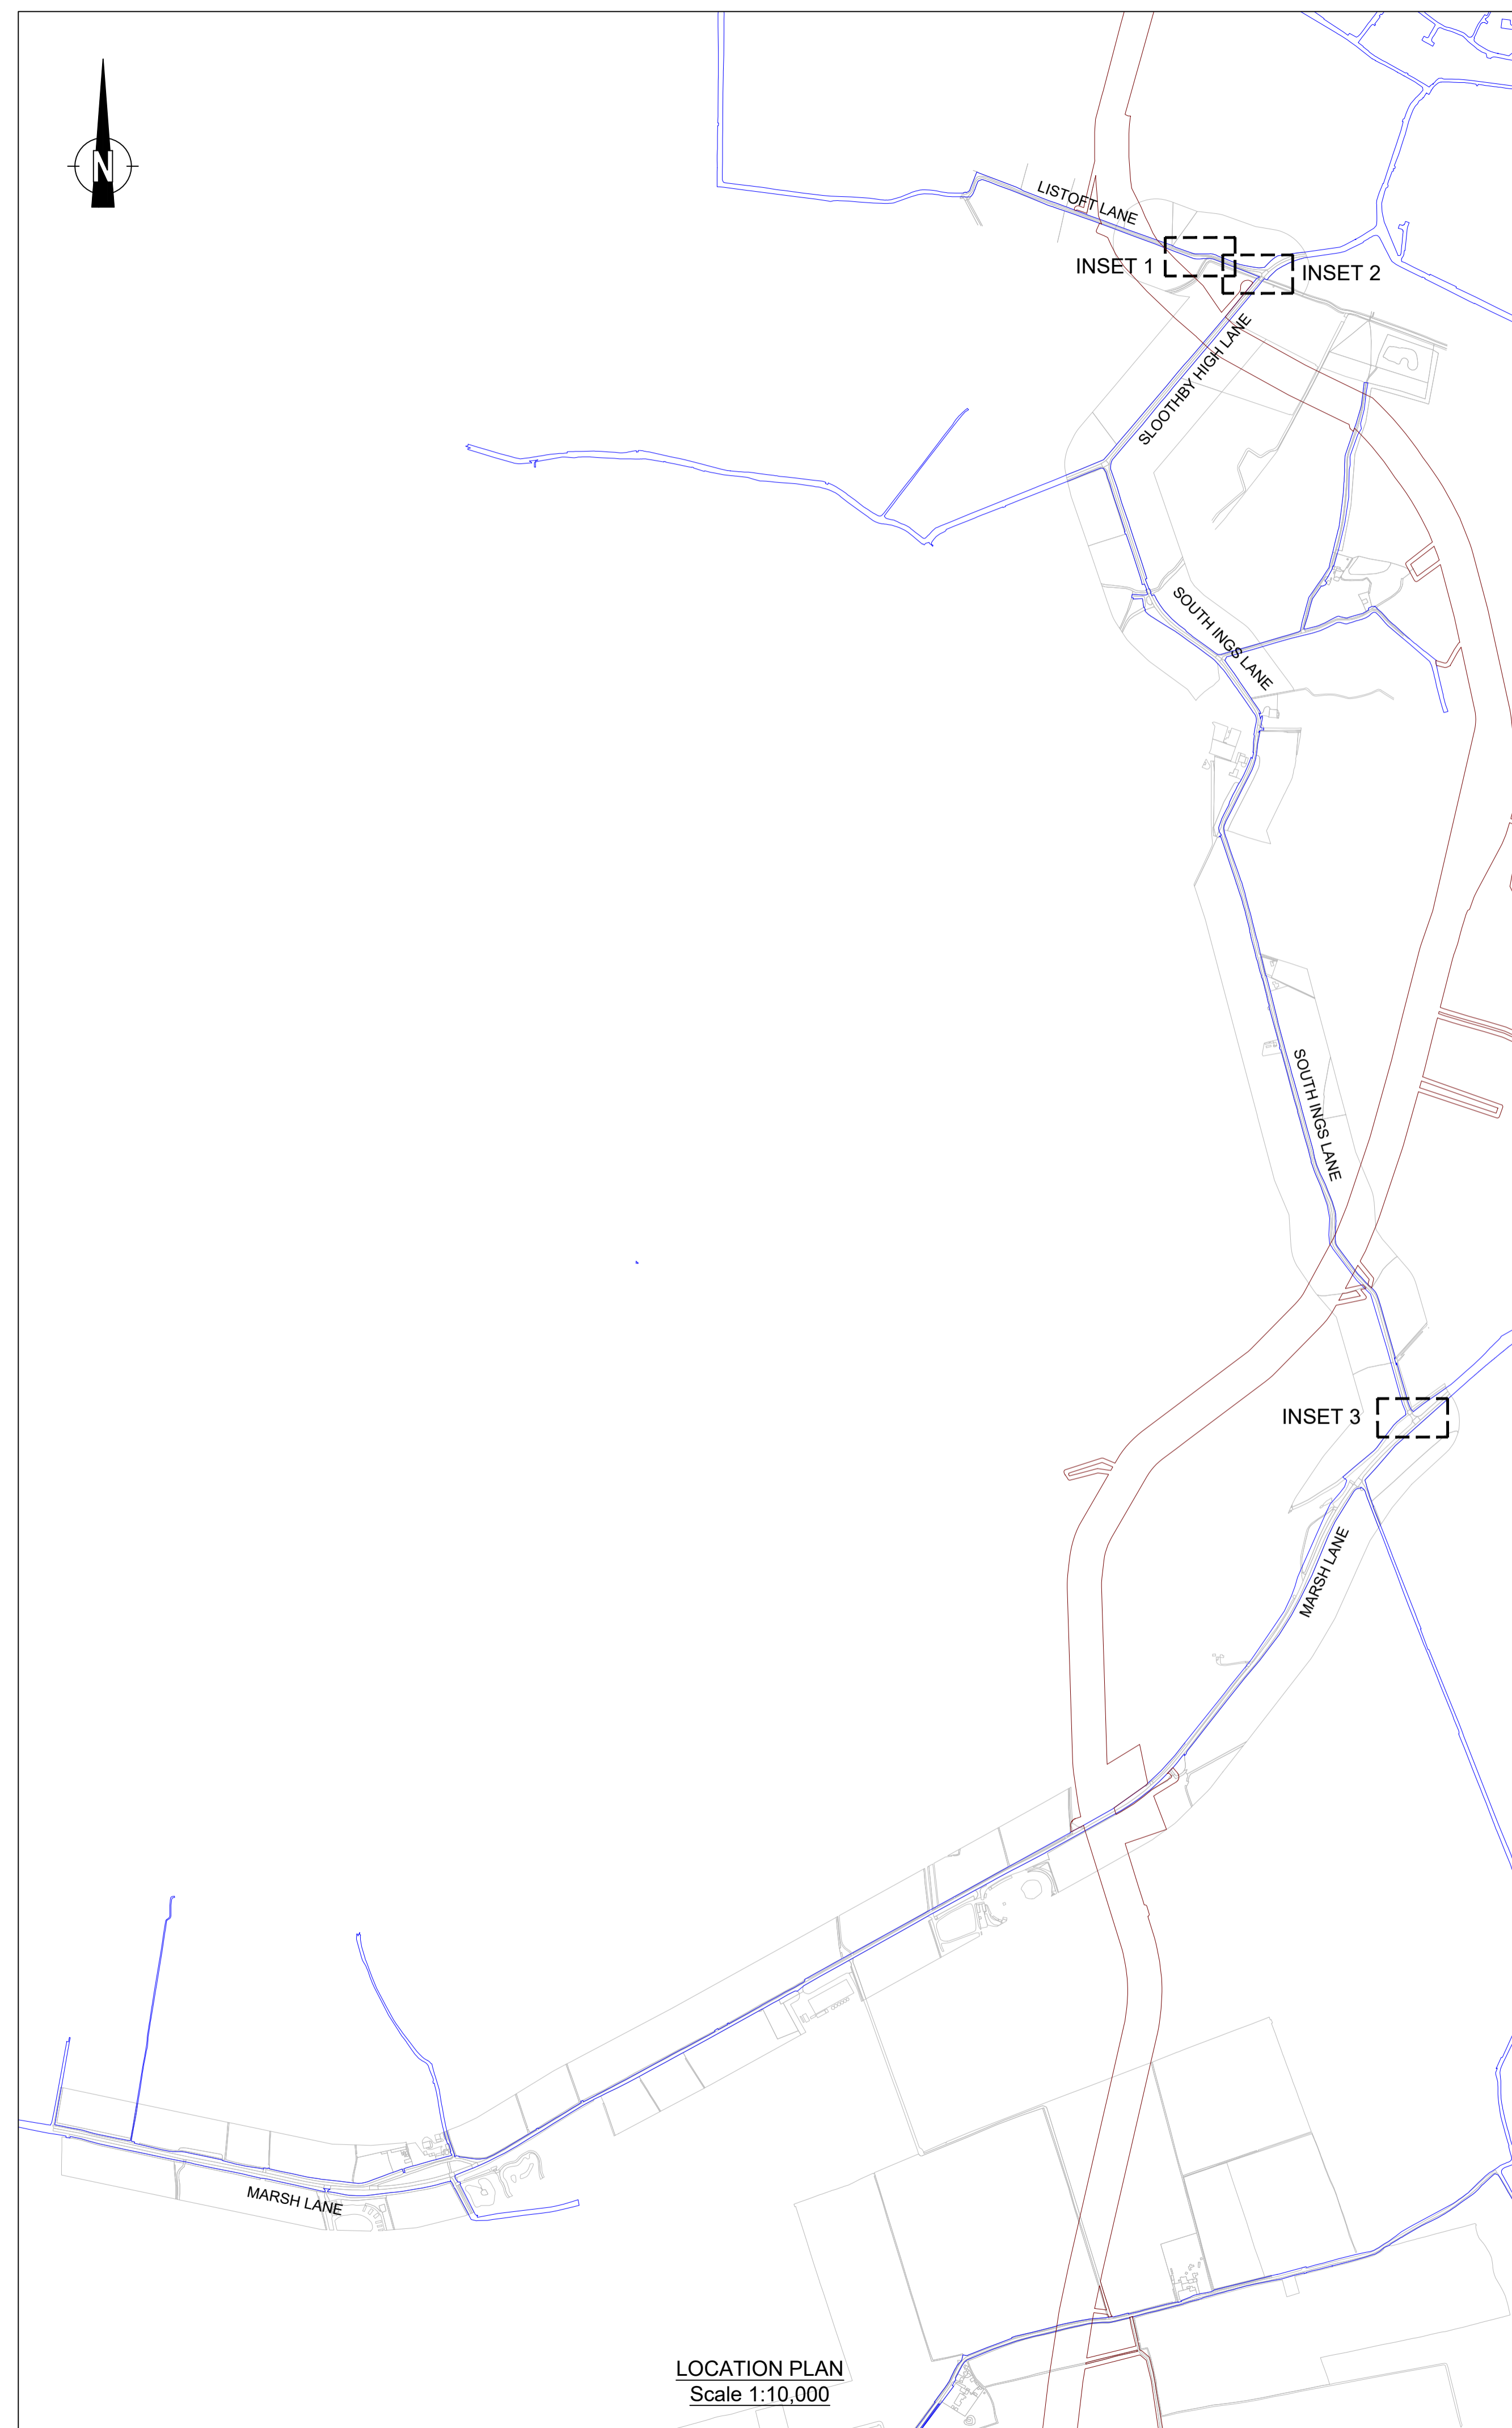 N
LISTOFT LANE
INSET 1
INSET 2
SLOOTHBY HIGH LANE
SOUTH INGS LANE
SOUTH INGS LANE
INSET 3
MARSH LANE
MARSH LANE
LOCATION PLAN
Scale 1:10,000